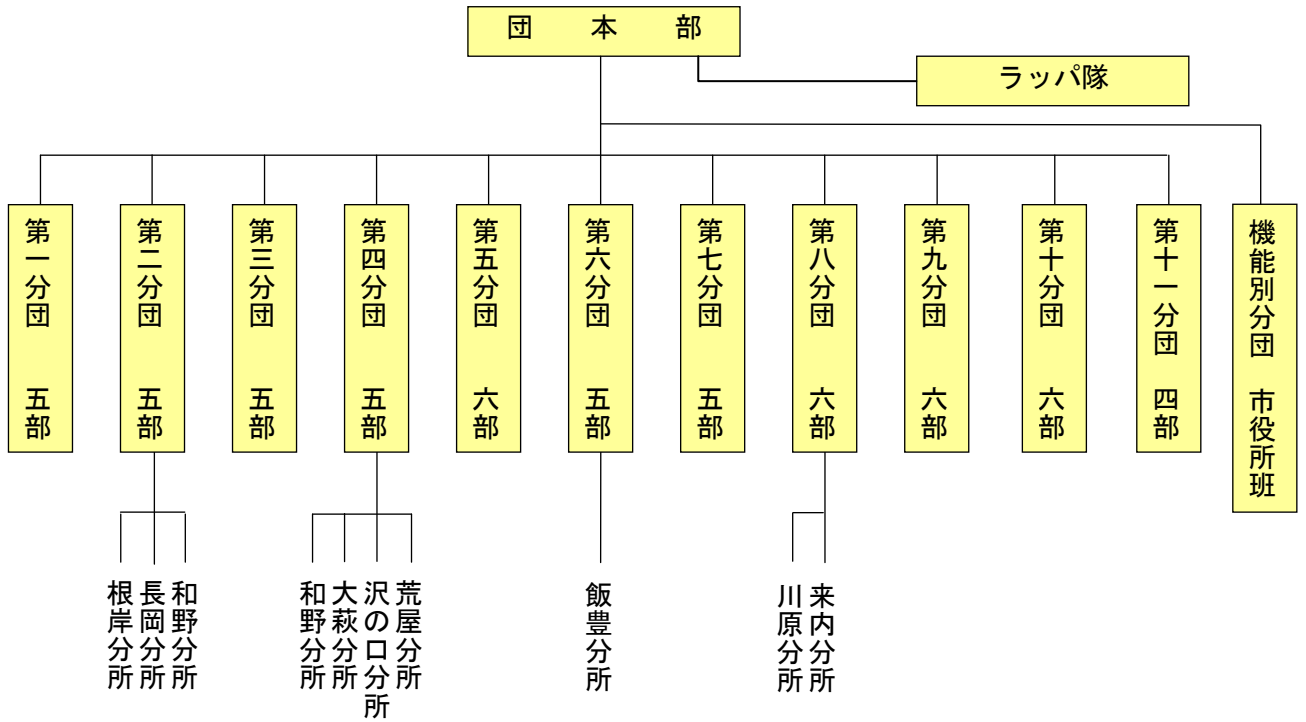 団本部
ラッパ隊
第一分団 五部
第二分団 五部
第三分団 五部
第四分団 五部
第五分団 六部
第六分団 五部
第七分団 五部
第八分団 六部
第九分団 六部
第十分団 六部
第十一分団 四部
機能別分団 市役所班
根岸分所
長岡分所
和野分所
和野分所
大萩分所
沢の口分所
荒屋分所
飯豊分所
川原分所
来内分所